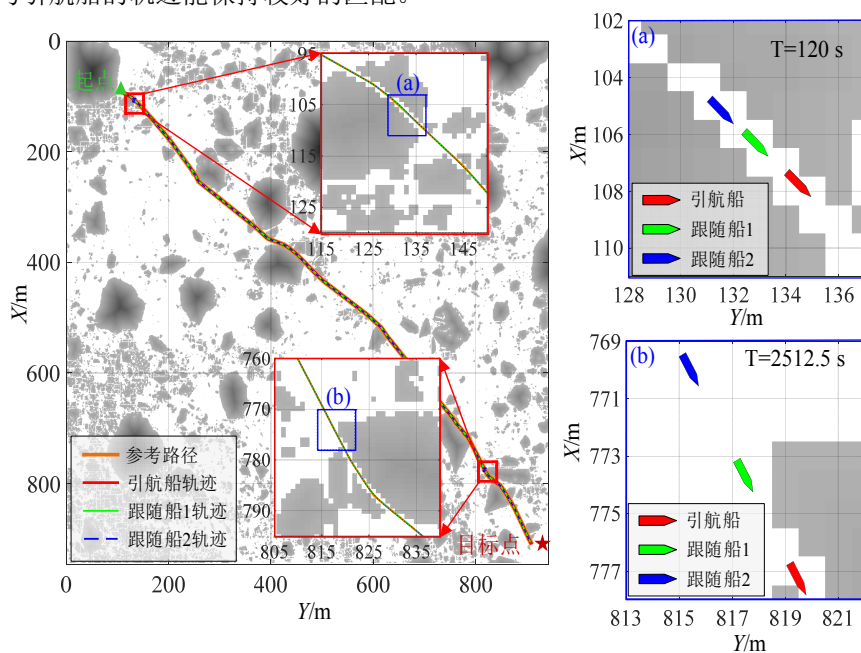 与引航船的轨迹能保持较好的匹配。
0
200
400
600
800
X/m
0
200
400
600
800
Y/m
起点
目标点
参考路径
引航船轨迹
跟随船1轨迹
跟随船2轨迹
95
105
115
125
115
125
135
145
(a)
760
770
780
790
805
815
825
835
(b)
(a)
T=120 s
102
104
106
108
110
X/m
引航船
跟随船1
跟随船2
128
130
132
134
136
Y/m
(b)
T=2512.5 s
769
771
773
775
777
X/m
引航船
跟随船1
跟随船2
813
815
817
819
821
Y/m